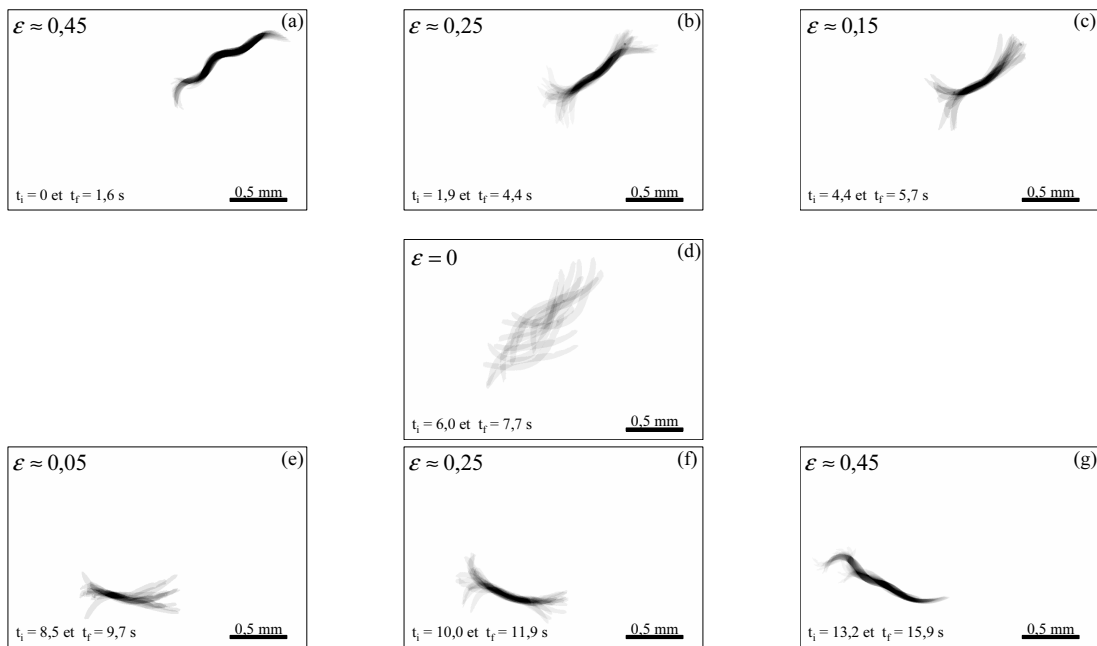 ε ≈ 0,45 (a)
t_i = 0 et t_f = 1,6 s 0,5 mm
ε ≈ 0,25 (b)
t_i = 1,9 et t_f = 4,4 s 0,5 mm
ε ≈ 0,15 (c)
t_i = 4,4 et t_f = 5,7 s 0,5 mm
ε = 0 (d)
t_i = 6,0 et t_f = 7,7 s 0,5 mm
ε ≈ 0,05 (e)
t_i = 8,5 et t_f = 9,7 s 0,5 mm
ε ≈ 0,25 (f)
t_i = 10,0 et t_f = 11,9 s 0,5 mm
ε ≈ 0,45 (g)
t_i = 13,2 et t_f = 15,9 s 0,5 mm